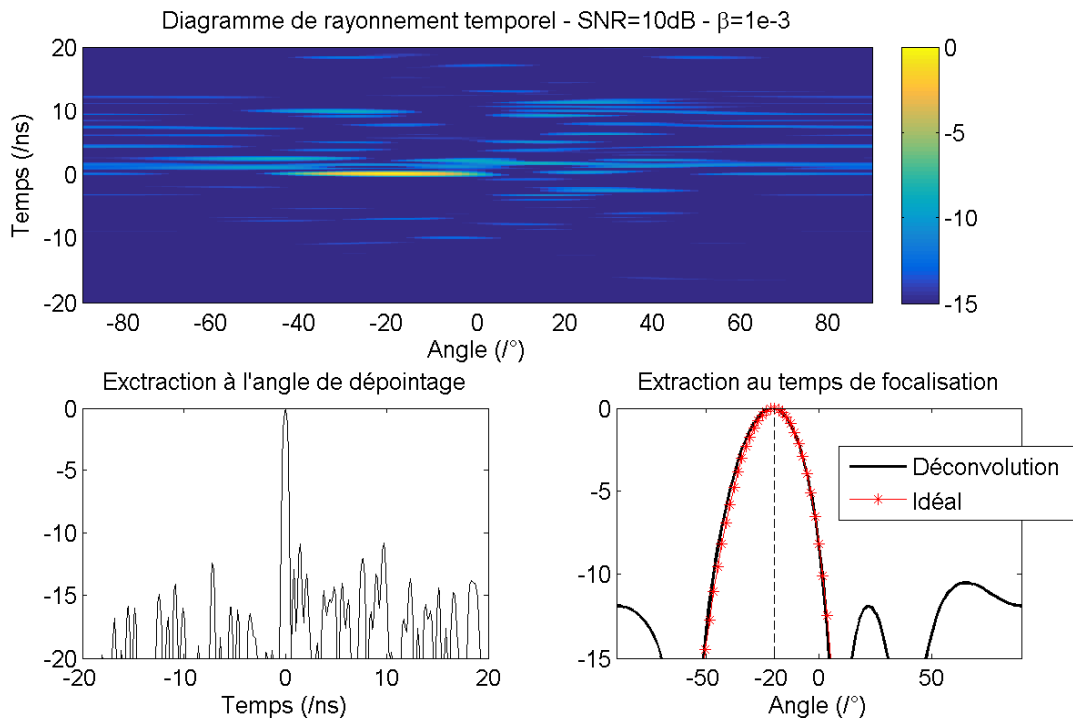 Diagramme de rayonnement temporel - SNR=10dB - β=1e-3
20
10
0
-10
-20
Temps (/ns)
-80 -60 -40 -20 0 20 40 60 80
Angle (/°)
0
-5
-10
-15
Exctraction à l'angle de dépointage
0
-5
-10
-15
-20
-20 -10 0 10 20
Temps (/ns)
Extraction au temps de focalisation
0
-5
-10
-15
-50 -20 0 50
Angle (/°)
Déconvolution
Idéal